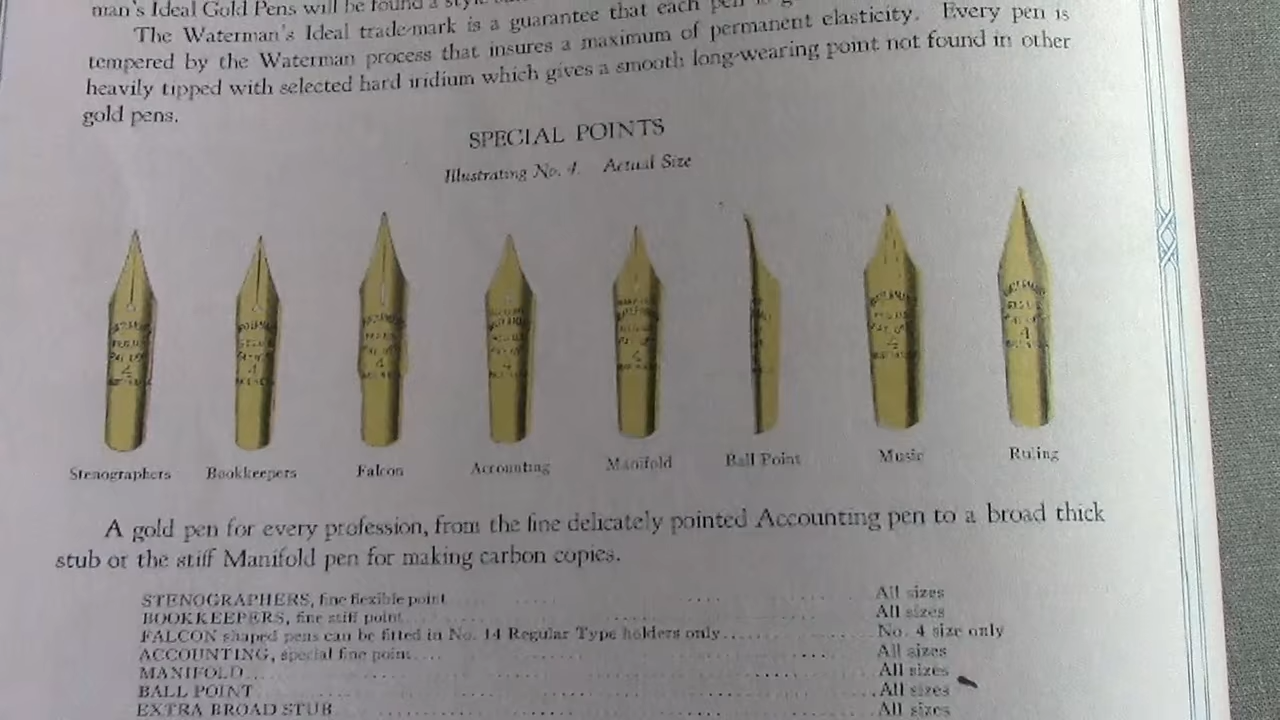 man's Ideal Gold Pens will be found a
The Waterman's Ideal trade-mark is a guarantee that each pen is
tempered by the Waterman process that insures a maximum of permanent elasticity. Every pen is
heavily tipped with selected hard iridium which gives a smooth long-wearing point not found in other
gold pens.
SPECIAL POINTS
Illustrating No. 4. Actual Size
Stenographers Bookkeepers Falcon Accounting Manifold Ball Point Music Ruling
A gold pen for every profession, from the fine delicately pointed Accounting pen to a broad thick
stub or the stiff Manifold pen for making carbon copies.
STENOGRAPHERS, fine flexible point All sizes
BOOKKEEPERS, fine stiff point All sizes
FALCON shaped pens can be fitted in No. 14 Regular Type holders only No. 4 size only
ACCOUNTING, special fine point All sizes
MANIFOLD All sizes
BALL POINT All sizes
EXTRA BROAD STUB All sizes